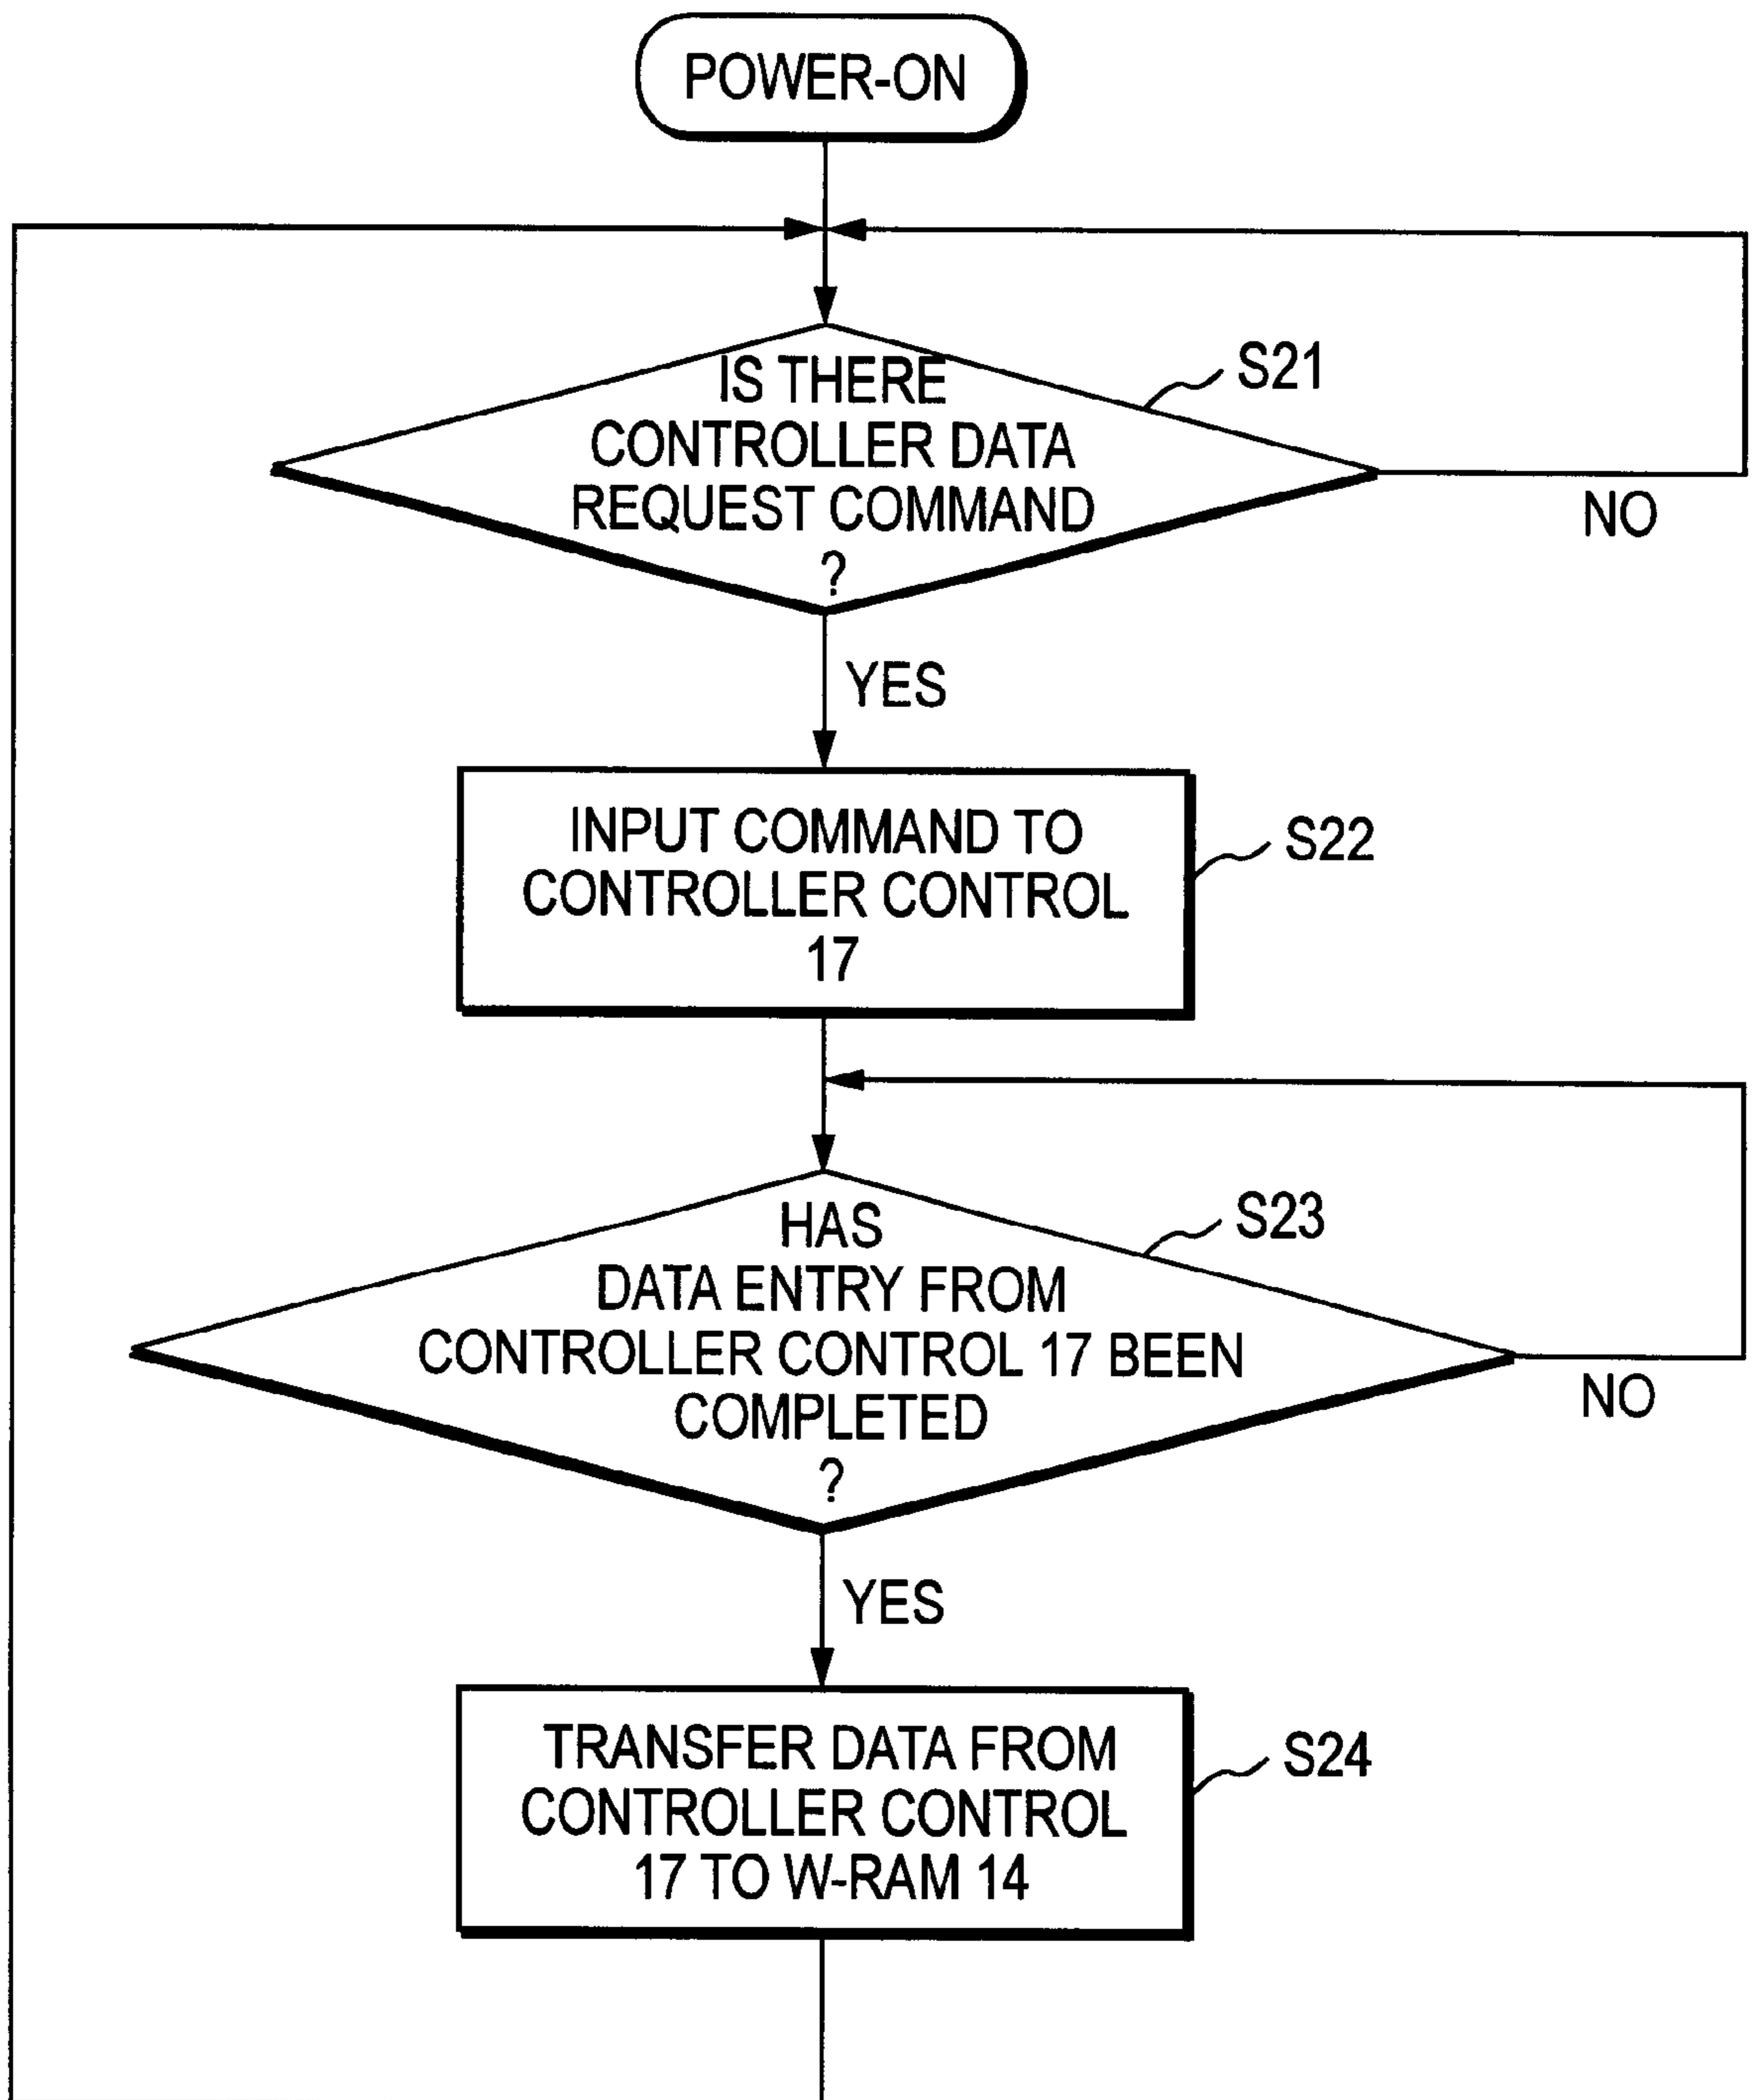 POWER-ON
IS THERE
CONTROLLER DATA
REQUEST COMMAND
?
S21
NO
YES
INPUT COMMAND TO
CONTROLLER CONTROL
17
S22
HAS
DATA ENTRY FROM
CONTROLLER CONTROL 17 BEEN
COMPLETED
?
S23
NO
YES
TRANSFER DATA FROM
CONTROLLER CONTROL
17 TO W-RAM 14
S24